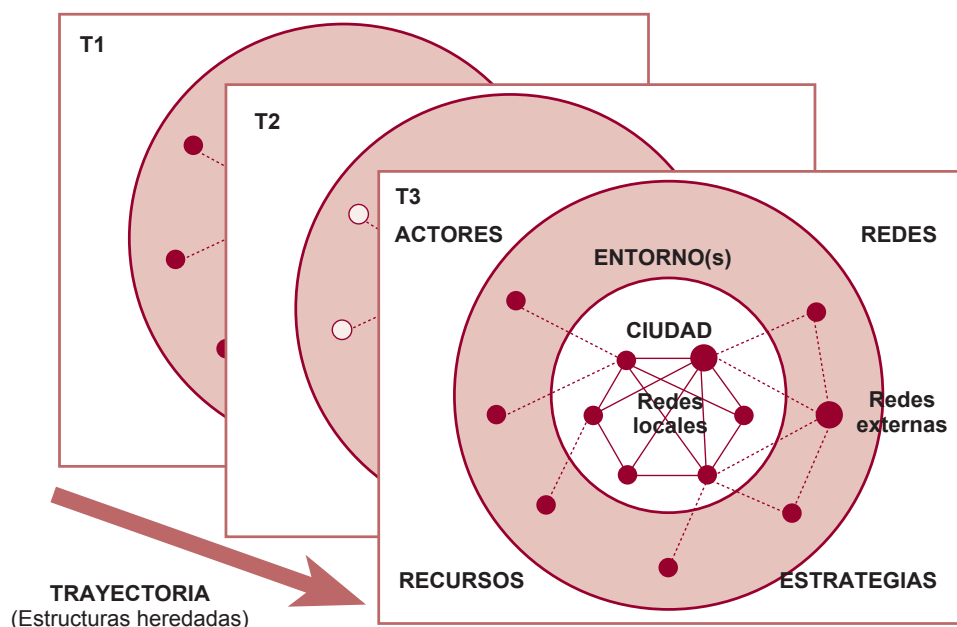 T1
T2
T3
ACTORES
REDES
ENTORNO(s)
CIUDAD
Redes
locales
Redes
externas
RECURSOS
ESTRATEGIAS
TRAYECTORIA
(Estructuras heredadas)